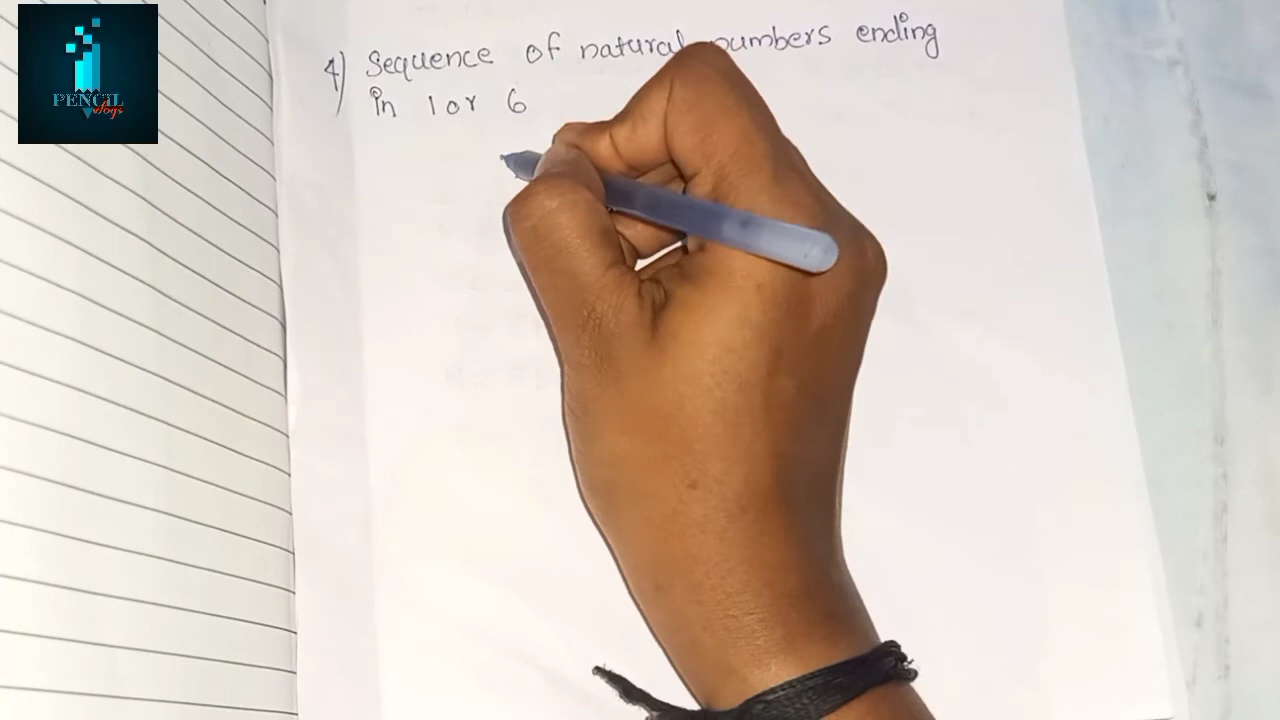 PENCIL
vlogs
4) Sequence of natural numbers ending
in 1 or 6